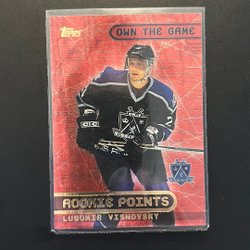 Topps
OWN THE GAME
ROOKIE POINTS
LUBOMIR VISNOVSKY